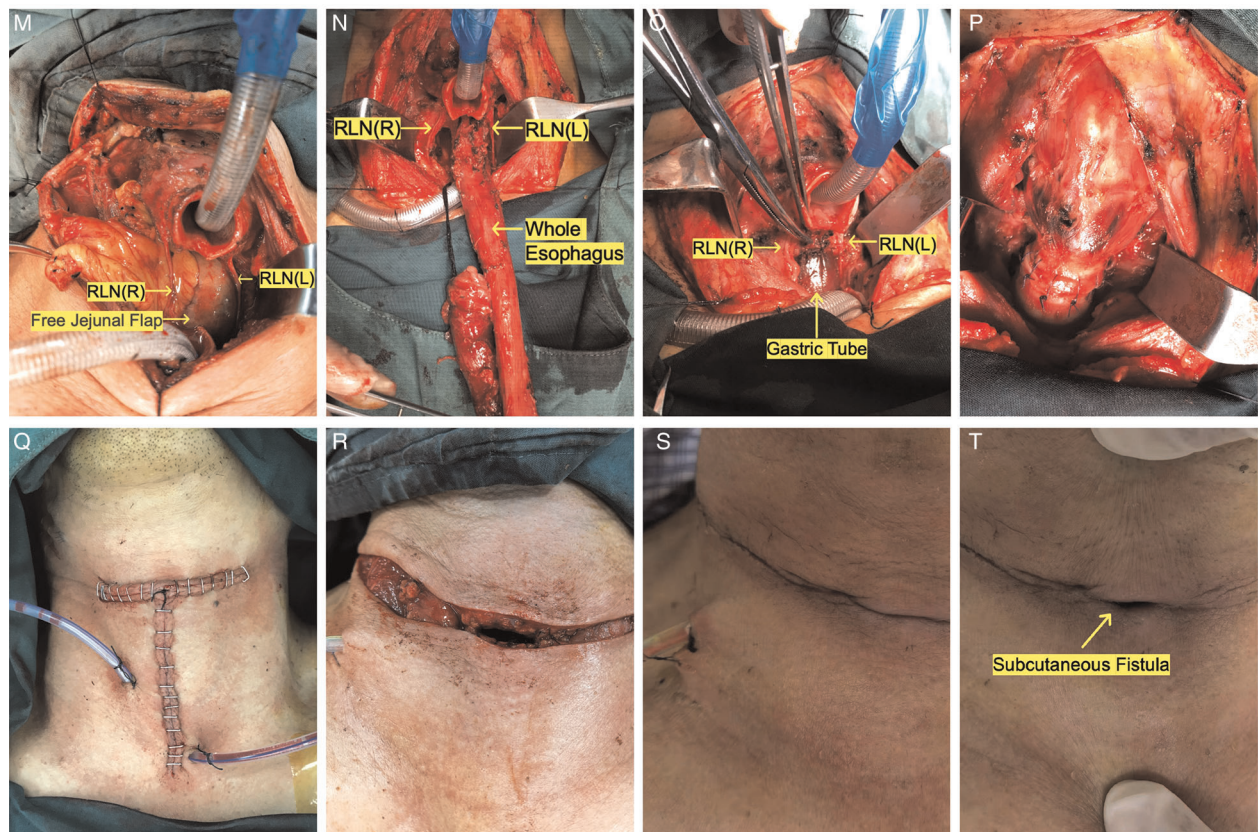 M
RLN(R)
RLN(L)
Free Jejunal Flap
N
RLN(R)
RLN(L)
Whole
Esophagus
O
RLN(R)
RLN(L)
Gastric Tube
P
Q
R
S
T
Subcutaneous Fistula